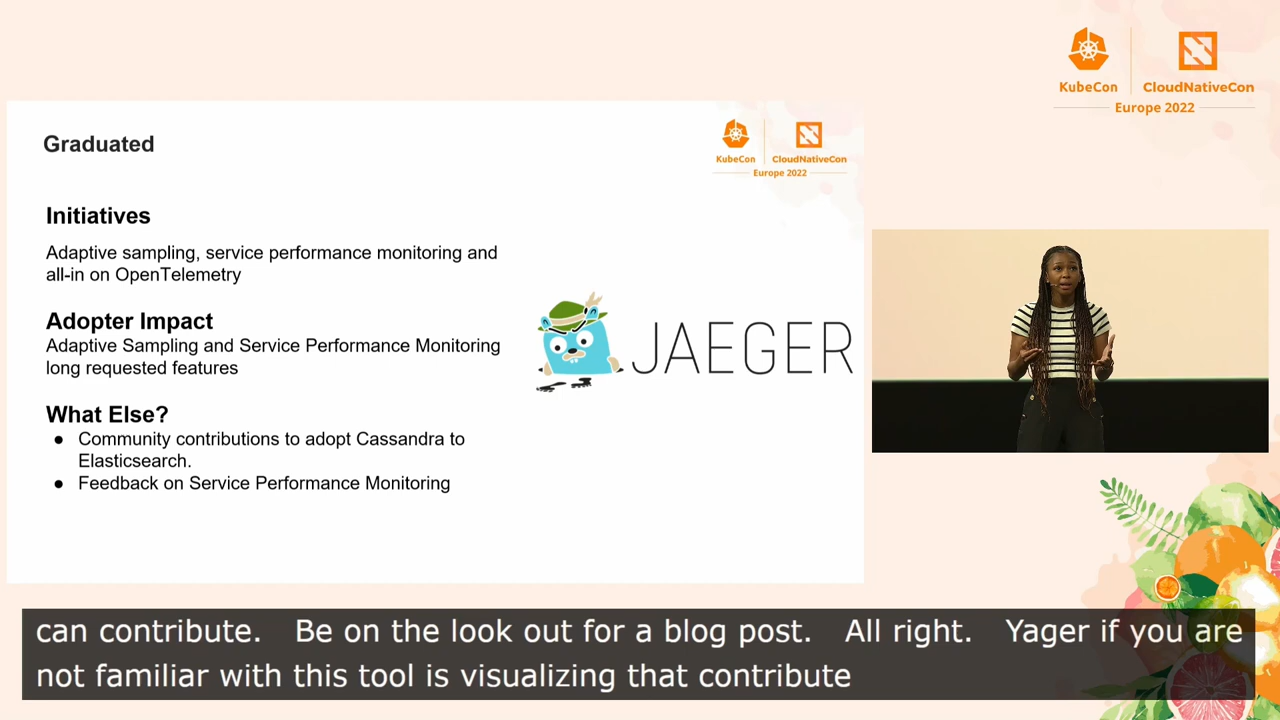 KubeCon
CloudNativeCon
Europe 2022
Graduated
KubeCon
CloudNativeCon
Europe 2022
Initiatives
Adaptive sampling, service performance monitoring and
all-in on OpenTelemetry
Adopter Impact
Adaptive Sampling and Service Performance Monitoring
long requested features
JAEGER
What Else?
● Community contributions to adopt Cassandra to
Elasticsearch.
● Feedback on Service Performance Monitoring
can contribute. Be on the look out for a blog post. All right. Yager if you are
not familiar with this tool is visualizing that contribute